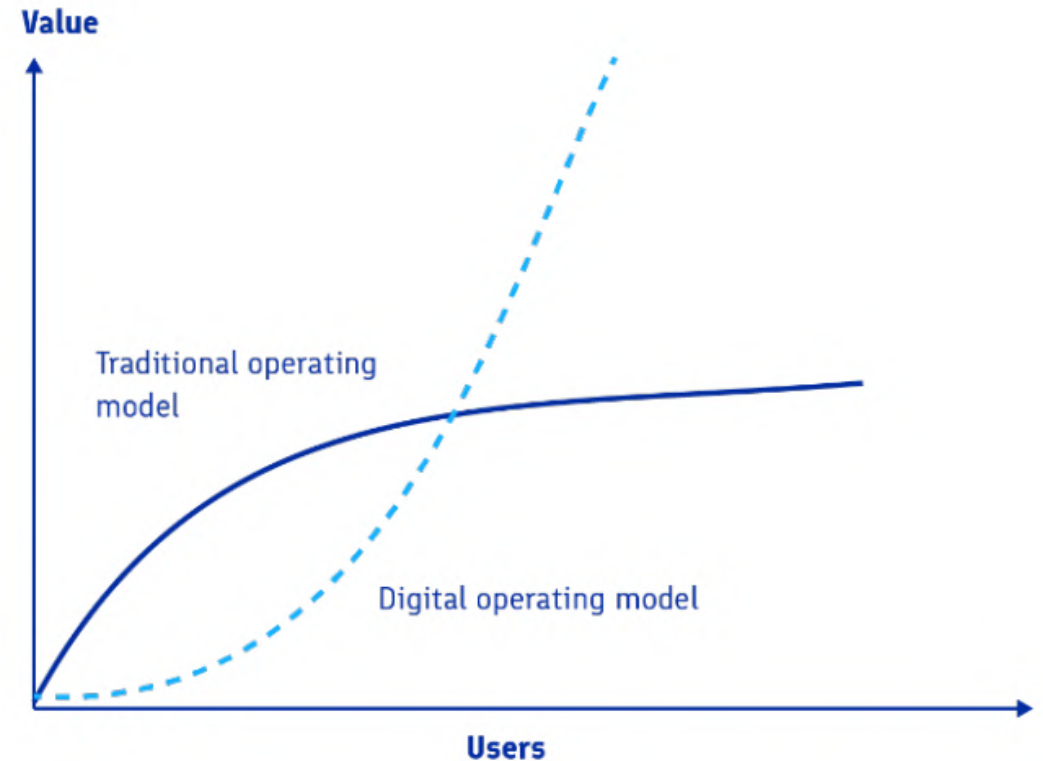 Value
Traditional operating
model
Digital operating model
Users